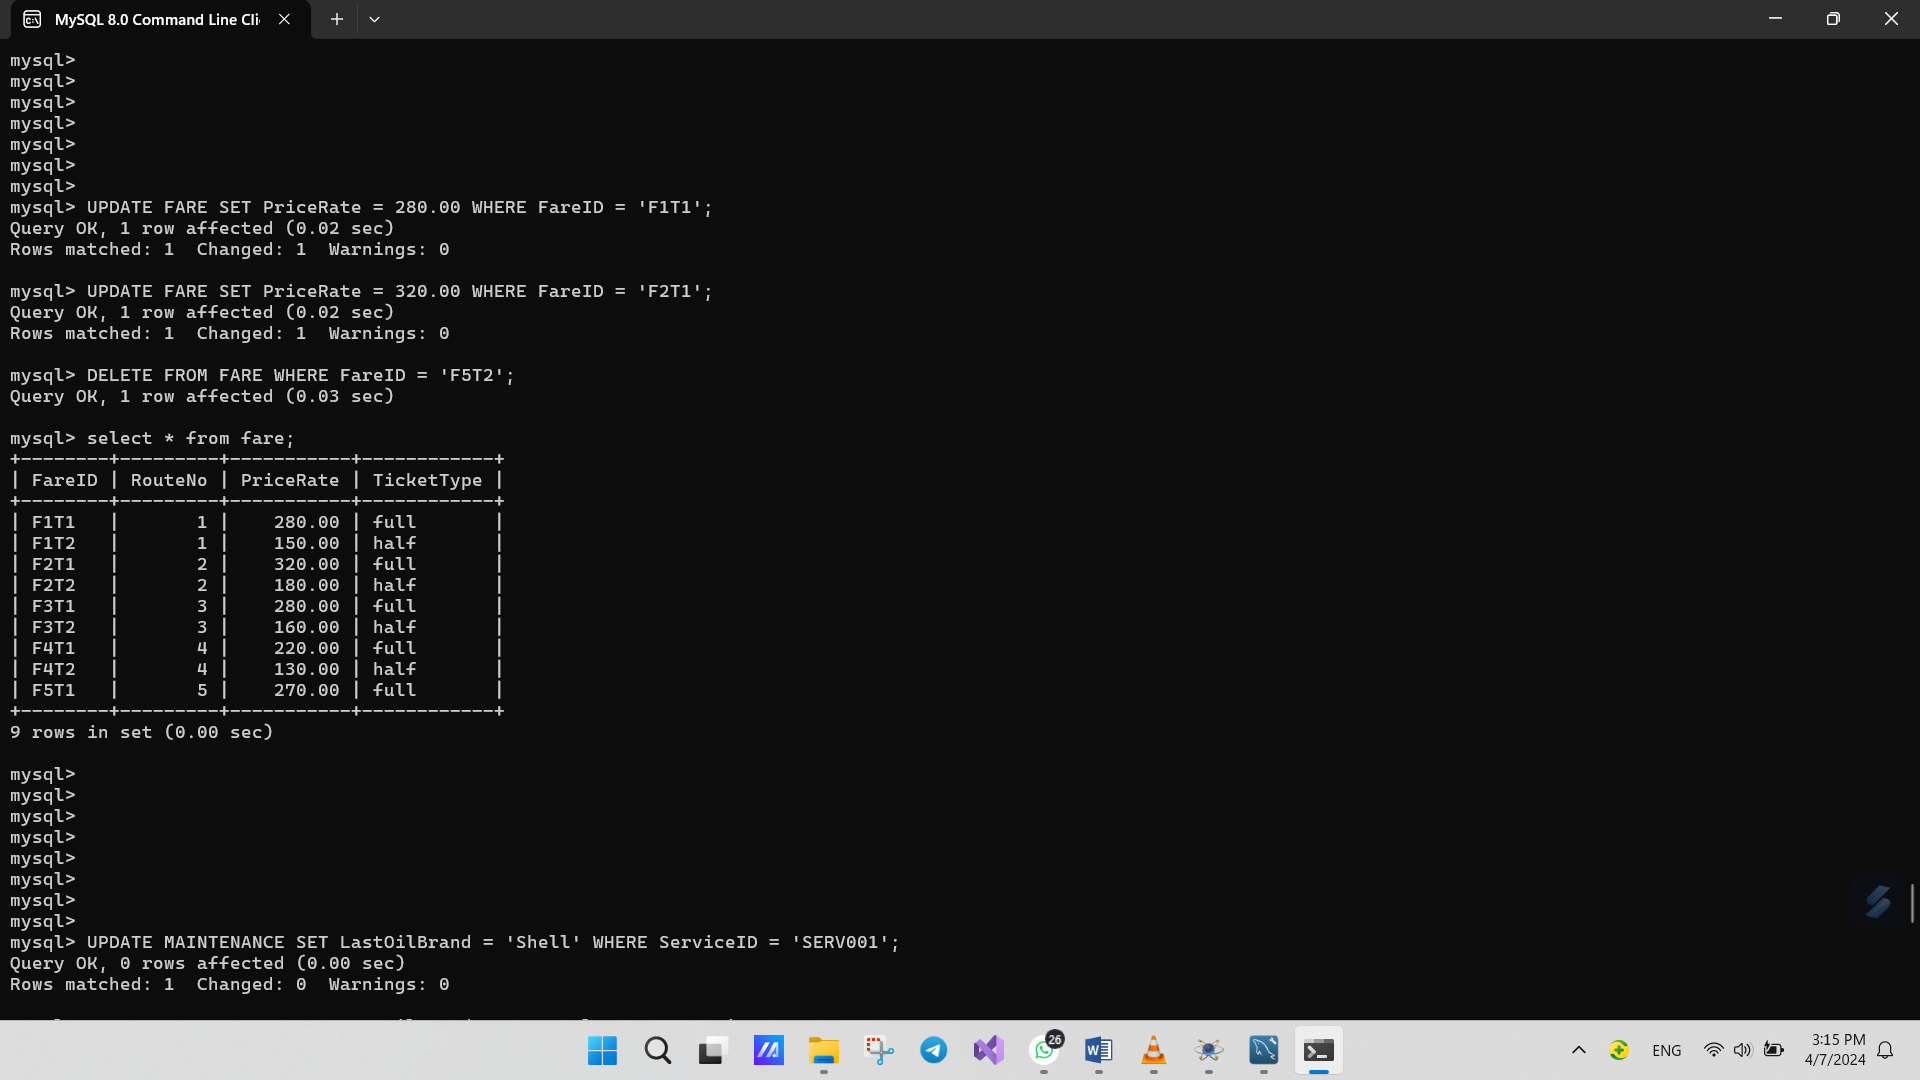 MySQL 8.0 Command Line Cli
mysql>
mysql>
mysql>
mysql>
mysql>
mysql>
mysql>
mysql> UPDATE FARE SET PriceRate = 280.00 WHERE FareID = 'F1T1';
Query OK, 1 row affected (0.02 sec)
Rows matched: 1  Changed: 1  Warnings: 0
mysql> UPDATE FARE SET PriceRate = 320.00 WHERE FareID = 'F2T1';
Query OK, 1 row affected (0.02 sec)
Rows matched: 1  Changed: 1  Warnings: 0
mysql> DELETE FROM FARE WHERE FareID = 'F5T2';
Query OK, 1 row affected (0.03 sec)
mysql> select * from fare;
+--------+---------+-----------+------------+
| FareID | RouteNo | PriceRate | TicketType |
+--------+---------+-----------+------------+
| F1T1   |       1 |    280.00 | full       |
| F1T2   |       1 |    150.00 | half       |
| F2T1   |       2 |    320.00 | full       |
| F2T2   |       2 |    180.00 | half       |
| F3T1   |       3 |    280.00 | full       |
| F3T2   |       3 |    160.00 | half       |
| F4T1   |       4 |    220.00 | full       |
| F4T2   |       4 |    130.00 | half       |
| F5T1   |       5 |    270.00 | full       |
+--------+---------+-----------+------------+
9 rows in set (0.00 sec)
mysql>
mysql>
mysql>
mysql>
mysql>
mysql>
mysql>
mysql>
mysql> UPDATE MAINTENANCE SET LastOilBrand = 'Shell' WHERE ServiceID = 'SERV001';
Query OK, 0 rows affected (0.00 sec)
Rows matched: 1  Changed: 0  Warnings: 0
26
ENG
3:15 PM
4/7/2024